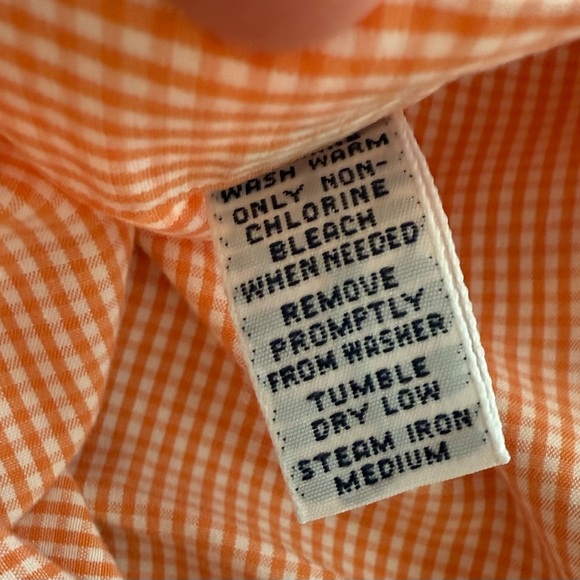 WASH WARM
ONLY NON-
CHLORINE
BLEACH
WHEN NEEDED
REMOVE
PROMPTLY
FROM WASHER
TUMBLE
DRY LOW
STEAM IRON
MEDIUM